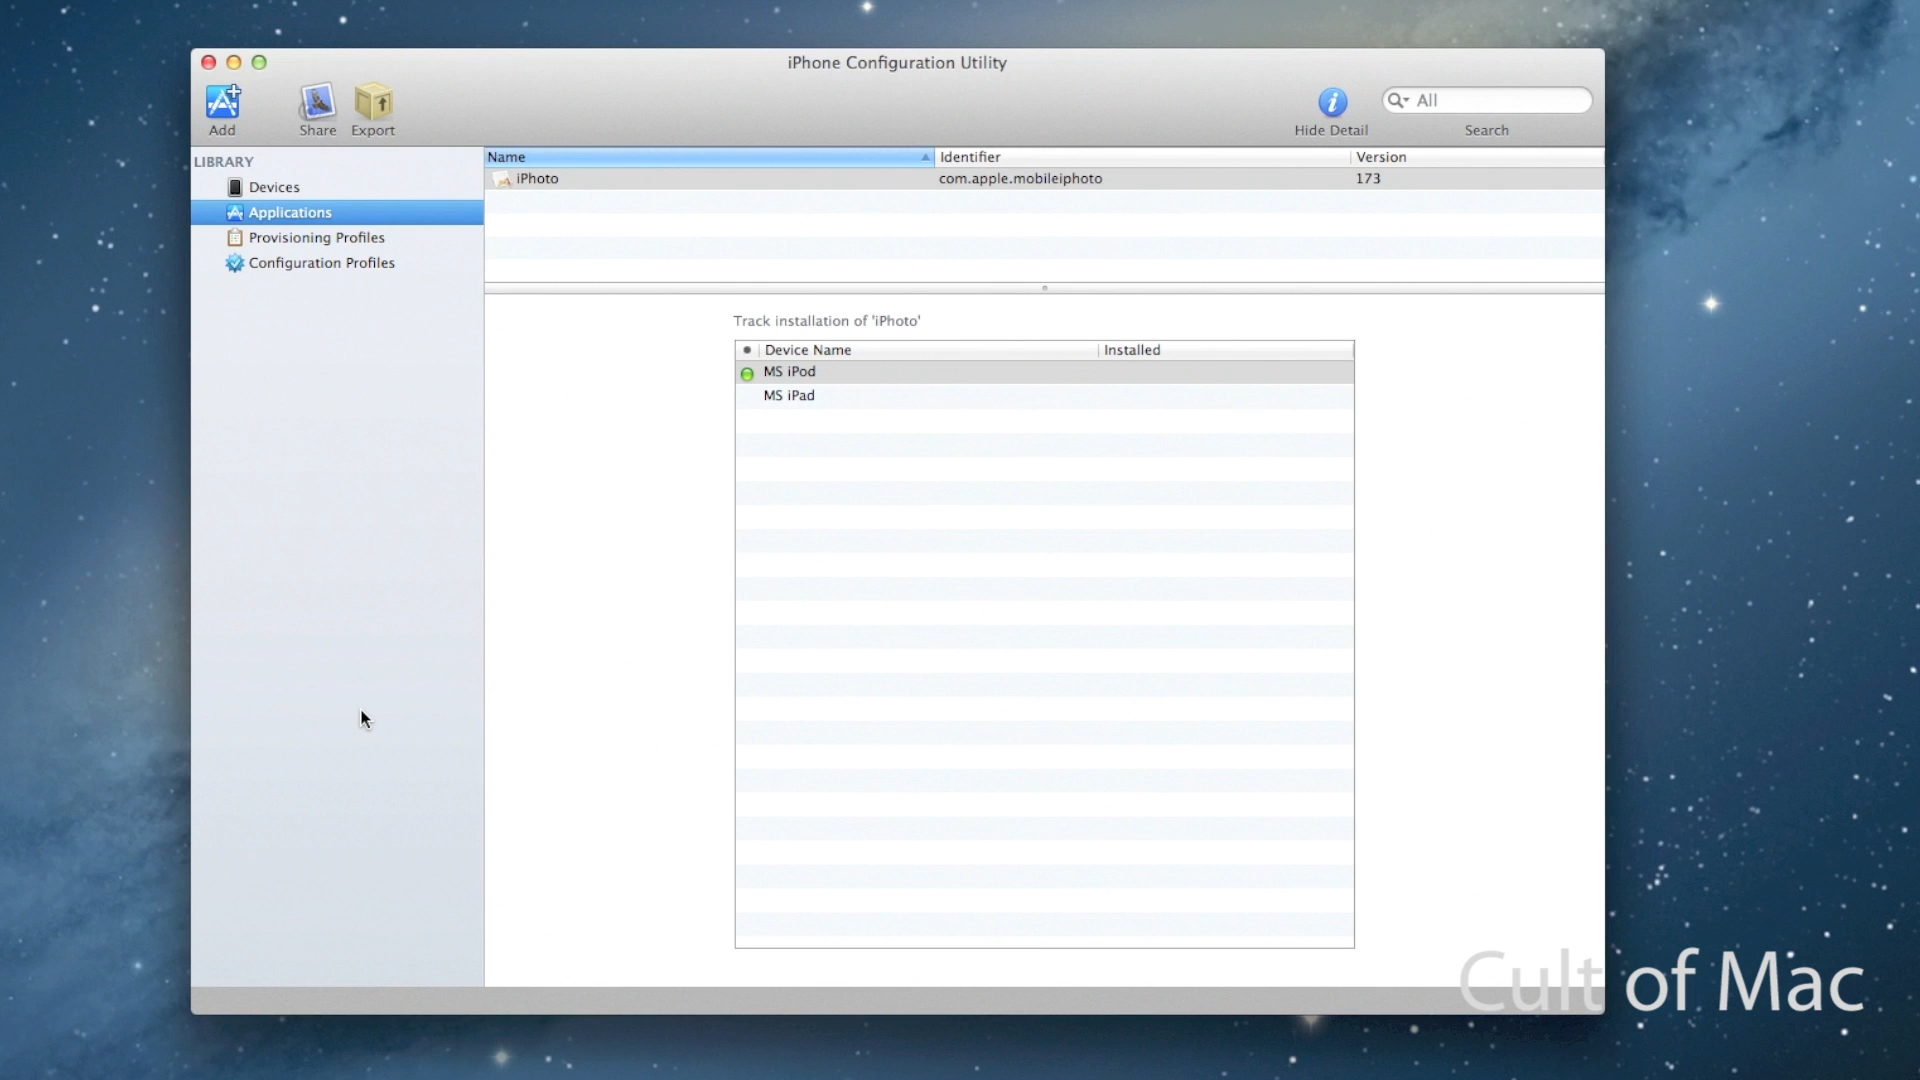 iPhone Configuration Utility
Add
Share
Export
Hide Detail
All
Search
LIBRARY
Devices
Applications
Provisioning Profiles
Configuration Profiles
Name Identifier Version
iPhoto com.apple.mobileiphoto 173
Track installation of 'iPhoto'
Device Name Installed
MS iPod
MS iPad
Cult of Mac